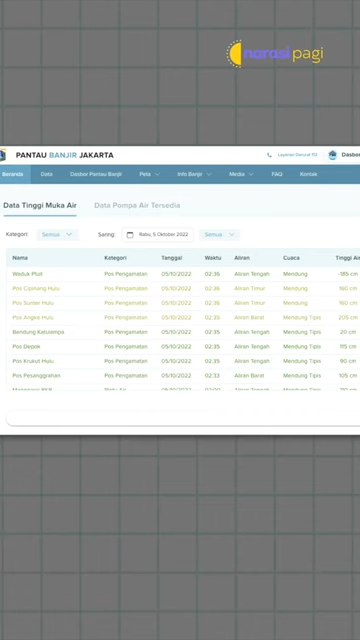 narasi pagi
PANTAU BANJIR JAKARTA
Layanan Darurat 112
Dasbor
Beranda Data Dasbor Pantau Banjir Peta Info Banjir Media FAQ Kontak
Data Tinggi Muka Air Data Pompa Air Tersedia
Kategori: Semua Saring: Rabu, 5 Oktober 2022 Semua
Nama Kategori Tanggal Waktu Aliran Cuaca Tinggi Air
Waduk Pluit Pos Pengamatan 05/10/2022 02:36 Aliran Tengah Mendung -185 cm
Pos Cipinang Hulu Pos Pengamatan 05/10/2022 02:36 Aliran Timur Mendung 160 cm
Pos Sunter Hulu Pos Pengamatan 05/10/2022 02:36 Aliran Timur Mendung 160 cm
Pos Angke Hulu Pos Pengamatan 05/10/2022 02:36 Aliran Barat Mendung Tipis 205 cm
Bendung Katulampa Pos Pengamatan 05/10/2022 02:35 Aliran Tengah Mendung Tipis 20 cm
Pos Depok Pos Pengamatan 05/10/2022 02:35 Aliran Tengah Mendung Tipis 115 cm
Pos Krukut Hulu Pos Pengamatan 05/10/2022 02:35 Aliran Tengah Mendung Tipis 90 cm
Pos Pesanggrahan Pos Pengamatan 05/10/2022 02:33 Aliran Barat Mendung Tipis 105 cm